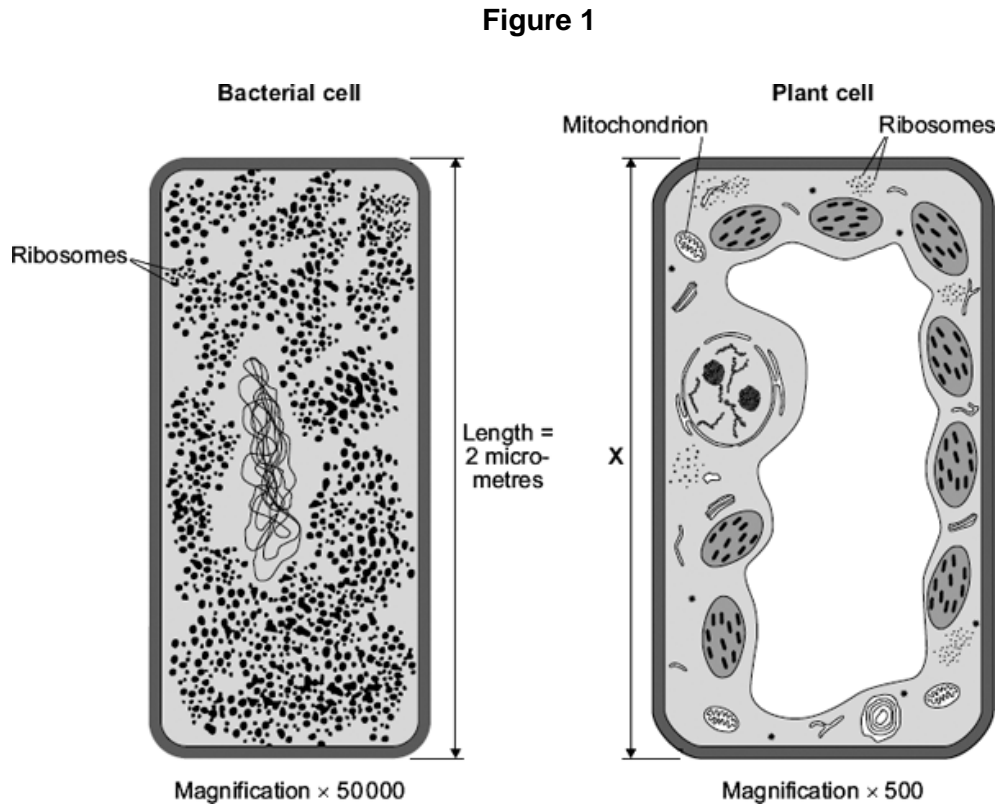 Figure 1
Bacterial cell
Plant cell
Mitochondrion
Ribosomes
Ribosomes
Length =
2 micro-
metres
X
Magnification × 50000
Magnification × 500